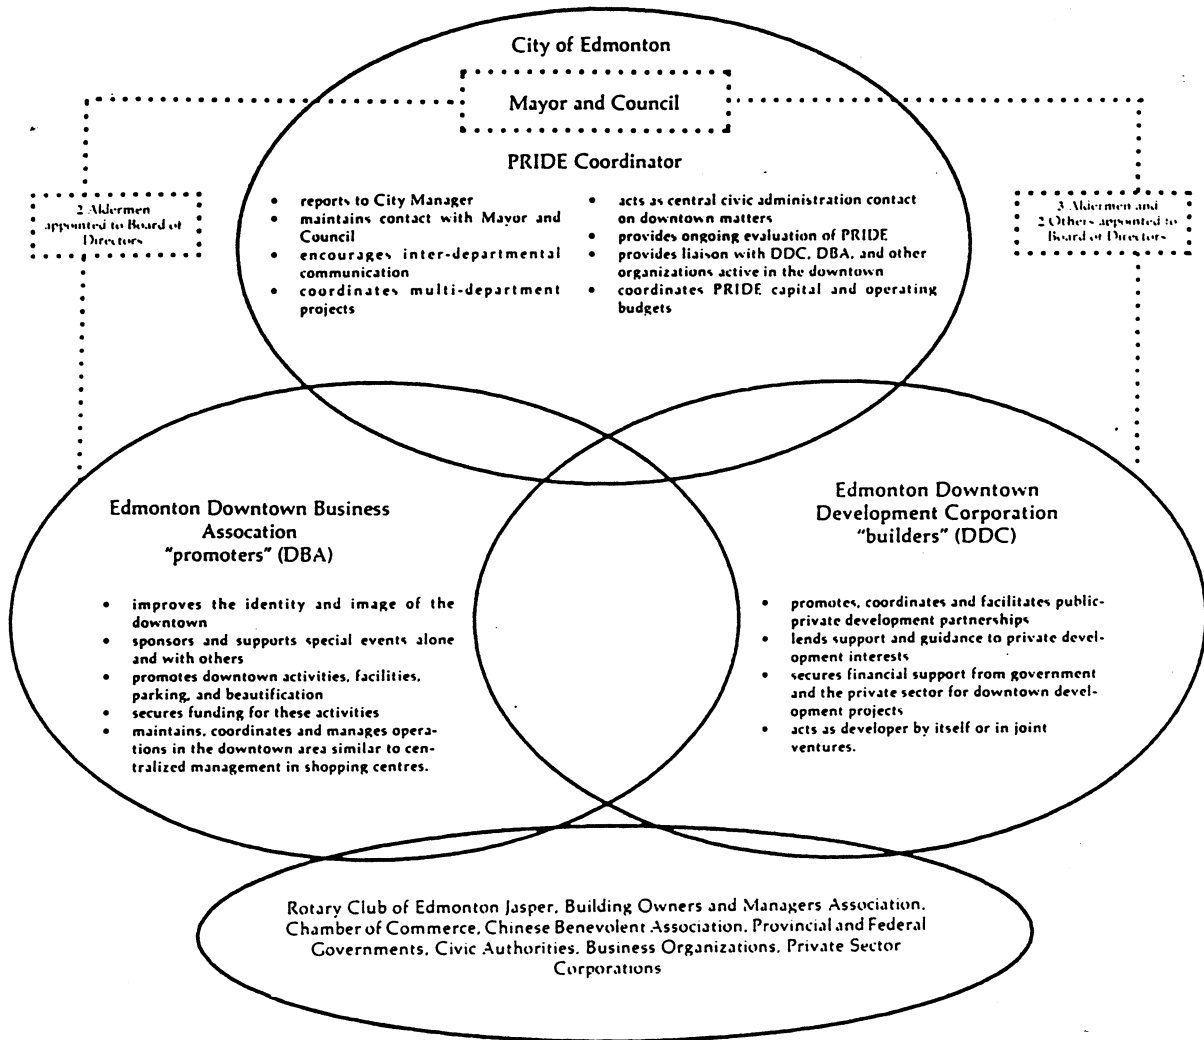 City of Edmonton
Mayor and Council
PRIDE Coordinator
• reports to City Manager
• maintains contact with Mayor and
Council
• encourages inter-departmental
communication
• coordinates multi-department
projects
• acts as central civic administration contact
on downtown matters
• provides ongoing evaluation of PRIDE
• provides liaison with DDC, DBA, and other
organizations active in the downtown
• coordinates PRIDE capital and operating
budgets
2 Aldermen
appointed to Board of
Directors
3 Aldermen and
2 Others appointed to
Board of Directors
Edmonton Downtown Business
Assocation
"promoters" (DBA)
• improves the identity and image of the
downtown
• sponsors and supports special events alone
and with others
• promotes downtown activities, facilities,
parking, and beautification
• secures funding for these activities
• maintains, coordinates and manages opera-
tions in the downtown area similar to cen-
tralized management in shopping centres.
Edmonton Downtown
Development Corporation
"builders" (DDC)
• promotes, coordinates and facilitates public-
private development partnerships
• lends support and guidance to private devel-
opment interests
• secures financial support from government
and the private sector for downtown devel-
opment projects
• acts as developer by itself or in joint
ventures.
Rotary Club of Edmonton Jasper, Building Owners and Managers Association,
Chamber of Commerce, Chinese Benevolent Association, Provincial and Federal
Governments, Civic Authorities, Business Organizations, Private Sector
Corporations